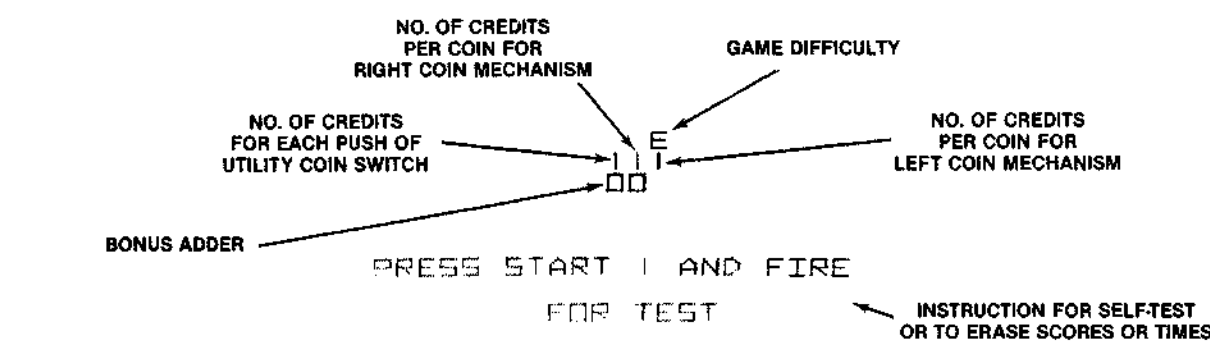 NO. OF CREDITS
PER COIN FOR
RIGHT COIN MECHANISM
GAME DIFFICULTY
NO. OF CREDITS
FOR EACH PUSH OF
UTILITY COIN SWITCH
E
1 1 1
00
NO. OF CREDITS
PER COIN FOR
LEFT COIN MECHANISM
BONUS ADDER
PRESS START 1 AND FIRE
FOR TEST
INSTRUCTION FOR SELF-TEST
OR TO ERASE SCORES OR TIMES